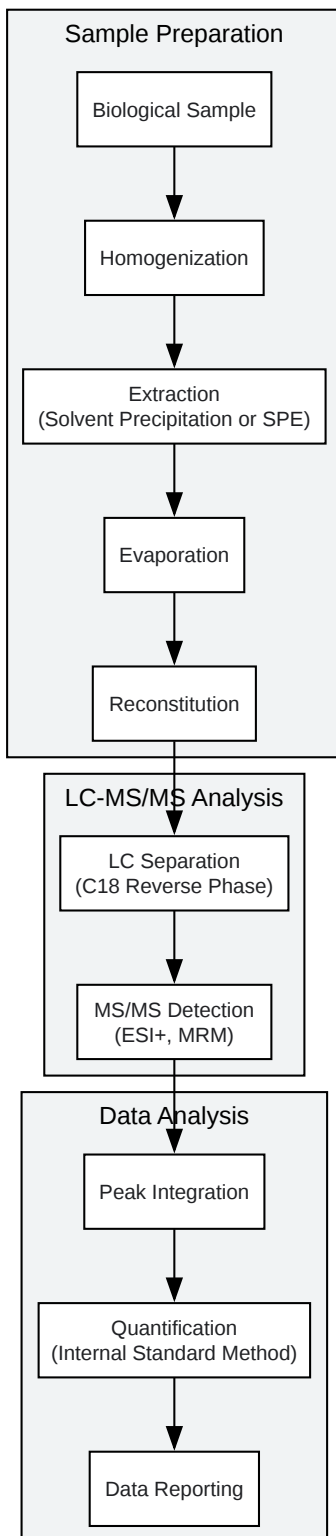 Sample Preparation
Biological Sample
Homogenization
Extraction
(Solvent Precipitation or SPE)
Evaporation
Reconstitution
LC-MS/MS Analysis
LC Separation
(C18 Reverse Phase)
MS/MS Detection
(ESI+, MRM)
Data Analysis
Peak Integration
Quantification
(Internal Standard Method)
Data Reporting